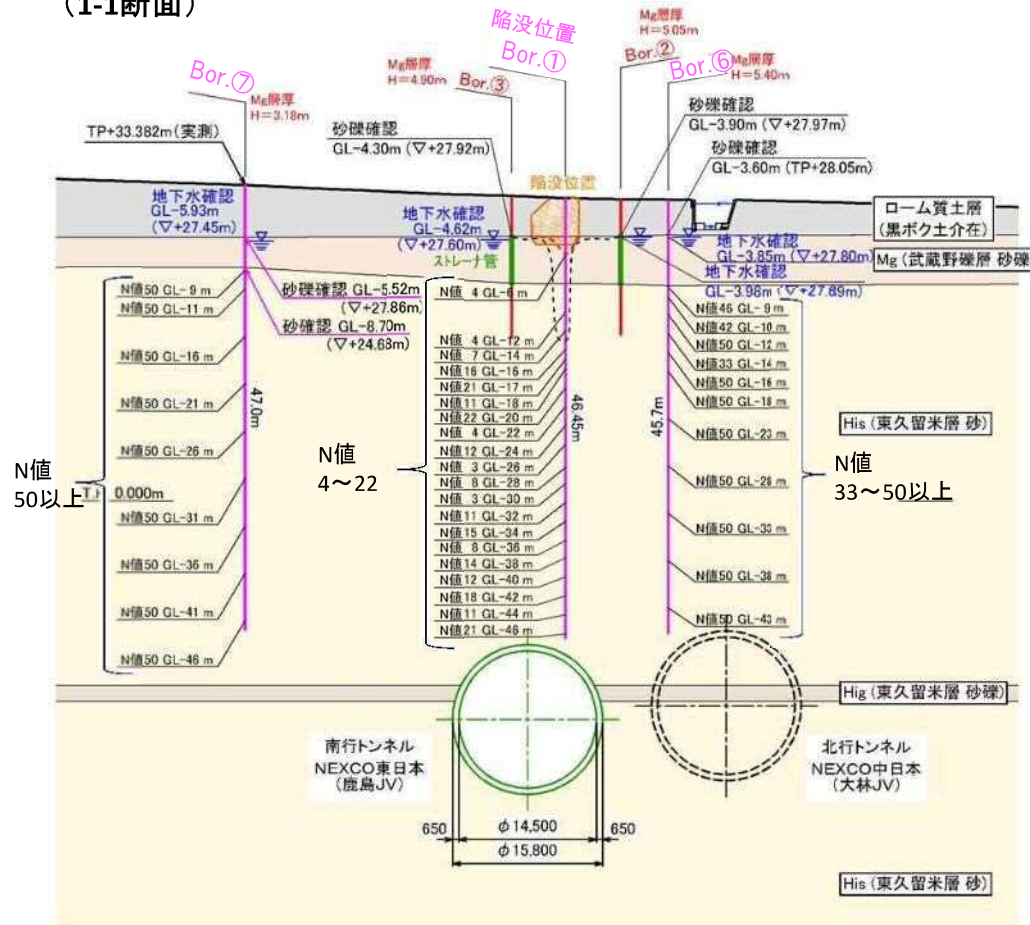 (1-1断面)
陥没位置
Bor.①
Mg層厚
H=5.05m
Bor.②
Bor.⑥
Mg層厚
H=5.40m
Mg層厚
H=4.90m
Bor.③
Bor.⑦
Mg層厚
H=3.18m
TP+33.382m(実測)
砂礫確認
GL-4.30m (▽+27.92m)
砂礫確認
GL-3.90m (▽+27.97m)
砂礫確認
GL-3.60m (TP+28.05m)
陥没位置
地下水確認
GL-5.93m
(▽+27.45m)
地下水確認
GL-4.62m
(▽+27.60m)
ストレーナ管
地下水確認
GL-3.85m(▽+27.80m)
地下水確認
GL-3.98m(▽+27.89m)
ローム質土層
(黒ボク土介在)
Mg(武蔵野礫層 砂礫
砂礫確認 GL-5.52m
(▽+27.86m)
砂確認 GL-8.70m
(▽+24.68m)
N値50 GL- 9 m
N値50 GL-11 m
N値50 GL-16 m
N値50 GL-21 m
N値50 GL-26 m
N値50 GL-31 m
N値50 GL-36 m
N値50 GL-41 m
N値50 GL-46 m
N値
50以上
0.000m
47.0m
N値 4 GL-6 m
N値 4 GL-12 m
N値 7 GL-14 m
N値16 GL-16 m
N値21 GL-17 m
N値11 GL-18 m
N値22 GL-20 m
N値 4 GL-22 m
N値12 GL-24 m
N値 3 GL-26 m
N値 8 GL-28 m
N値 3 GL-30 m
N値11 GL-32 m
N値15 GL-34 m
N値 8 GL-36 m
N値14 GL-38 m
N値12 GL-40 m
N値18 GL-42 m
N値11 GL-44 m
N値21 GL-46 m
N値
4～22
46.45m
45.7m
N値46 GL- 9 m
N値42 GL-10 m
N値50 GL-12 m
N値33 GL-14 m
N値50 GL-16 m
N値50 GL-18 m
N値50 GL-23 m
N値50 GL-28 m
N値50 GL-33 m
N値50 GL-38 m
N値50 GL-43 m
N値
33～50以上
His (東久留米層 砂)
Hig (東久留米層 砂礫)
南行トンネル
NEXCO東日本
(鹿島JV)
北行トンネル
NEXCO中日本
(大林JV)
650
φ14,500
650
φ15,800
His (東久留米層 砂)